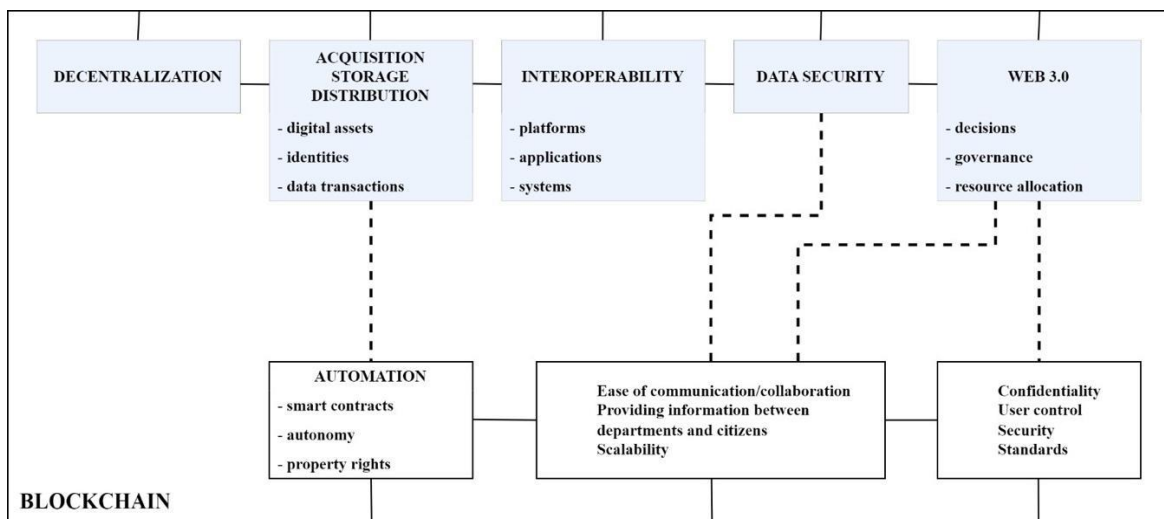 DECENTRALIZATION
ACQUISITION
STORAGE
DISTRIBUTION
- digital assets
- identities
- data transactions
INTEROPERABILITY
- platforms
- applications
- systems
DATA SECURITY
WEB 3.0
- decisions
- governance
- resource allocation
AUTOMATION
- smart contracts
- autonomy
- property rights
Ease of communication/collaboration
Providing information between
departments and citizens
Scalability
Confidentiality
User control
Security
Standards
BLOCKCHAIN